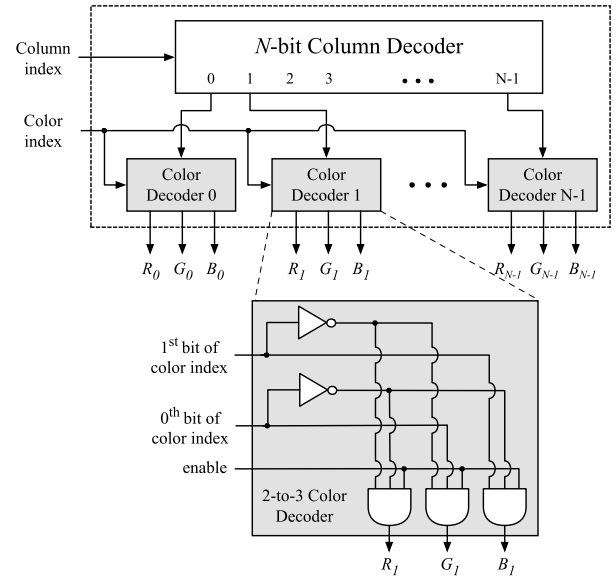 N-bit Column Decoder
Column
index
0 1 2 3 • • • N-1
Color
index
Color
Decoder 0
Color
Decoder 1
• • •
Color
Decoder N-1
R0 G0 B0
R1 G1 B1
RN-1 GN-1 BN-1
1st bit of
color index
0th bit of
color index
enable
2-to-3 Color
Decoder
R1 G1 B1